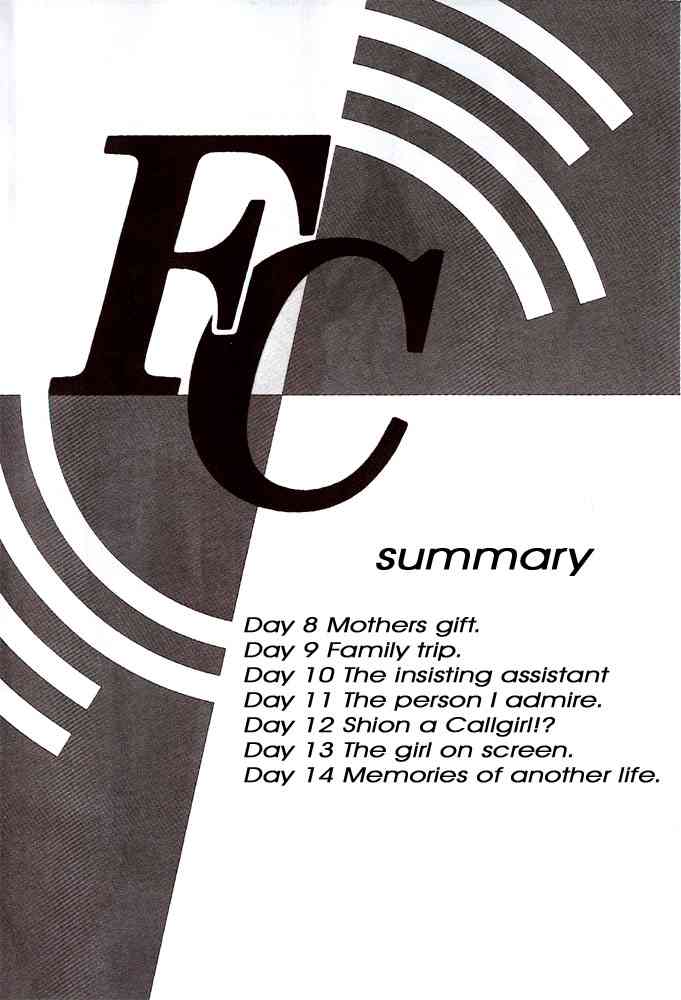 FC
summary
Day 8 Mothers gift.
Day 9 Family trip.
Day 10 The insisting assistant
Day 11 The person I admire.
Day 12 Shion a Callgirl!?
Day 13 The girl on screen.
Day 14 Memories of another life.